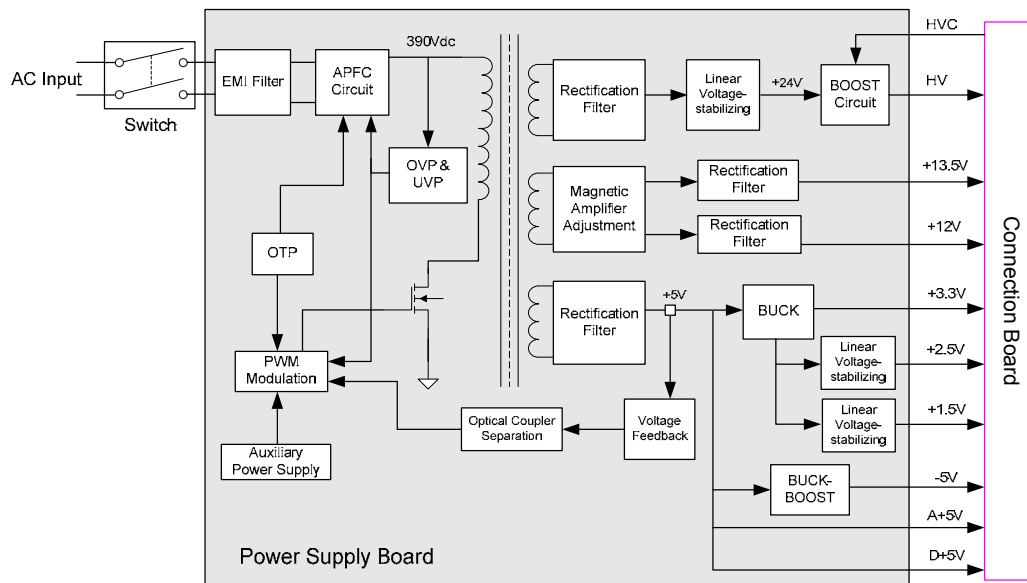 AC Input
Switch
EMI Filter
APFC
Circuit
390Vdc
OVP &
UVP
OTP
PWM
Modulation
Auxiliary
Power Supply
Rectification
Filter
Linear
Voltage-
stabilizing
+24V
BOOST
Circuit
HVC
HV
Magnetic
Amplifier
Adjustment
Rectification
Filter
+13.5V
Rectification
Filter
+12V
Rectification
Filter
+5V
BUCK
+3.3V
Linear
Voltage-
stabilizing
+2.5V
Linear
Voltage-
stabilizing
+1.5V
Optical Coupler
Separation
Voltage
Feedback
BUCK-
BOOST
-5V
A+5V
D+5V
Power Supply Board
Connection Board